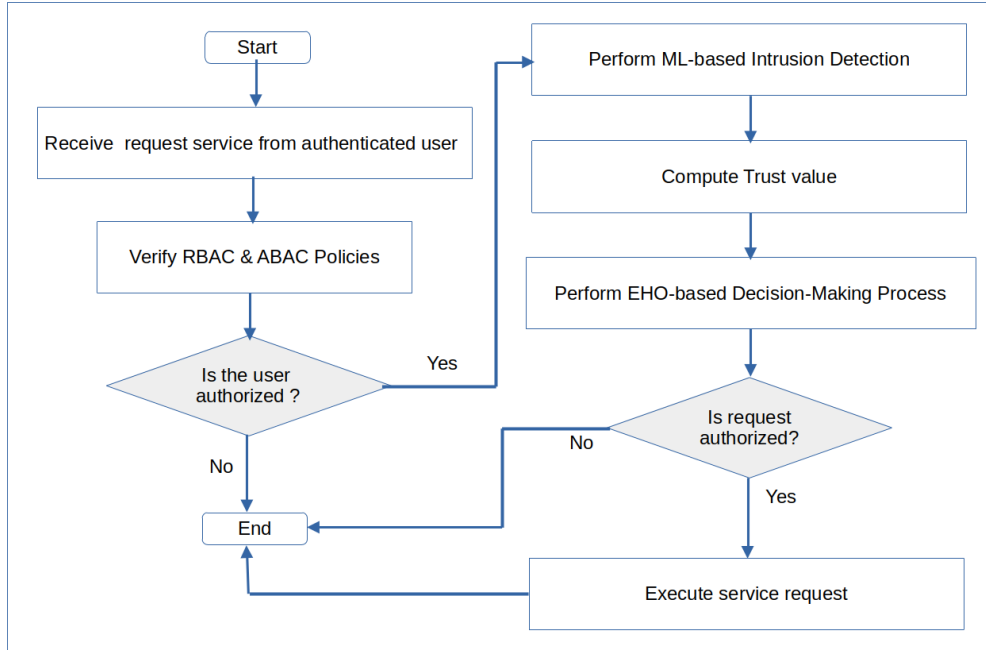 Start
Receive  request service from authenticated user
Verify RBAC & ABAC Policies
Is the user
authorized ?
Yes
No
End
Perform ML-based Intrusion Detection
Compute Trust value
Perform EHO-based Decision-Making Process
Is request
authorized?
No
Yes
Execute service request